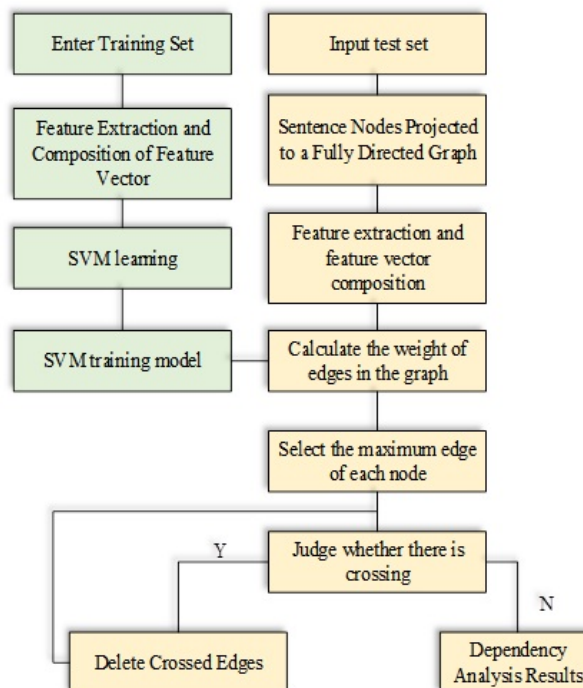 Enter Training Set
Feature Extraction and
Composition of Feature
Vector
SVM learning
SVM training model
Input test set
Sentence Nodes Projected
to a Fully Directed Graph
Feature extraction and
feature vector
composition
Calculate the weight of
edges in the graph
Select the maximum edge
of each node
Judge whether there is
crossing
Y
N
Delete Crossed Edges
Dependency
Analysis Results